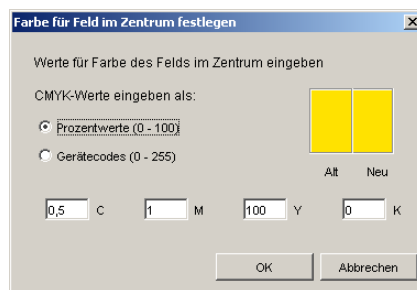 Farbe für Feld im Zentrum festlegen
Werte für Farbe des Felds im Zentrum eingeben
CMYK-Werte eingeben als:
Prozentwerte (0 - 100)
Gerätecodes (0 - 255)
Alt Neu
0,5 C 1 M 100 Y 0 K
OK Abbrechen